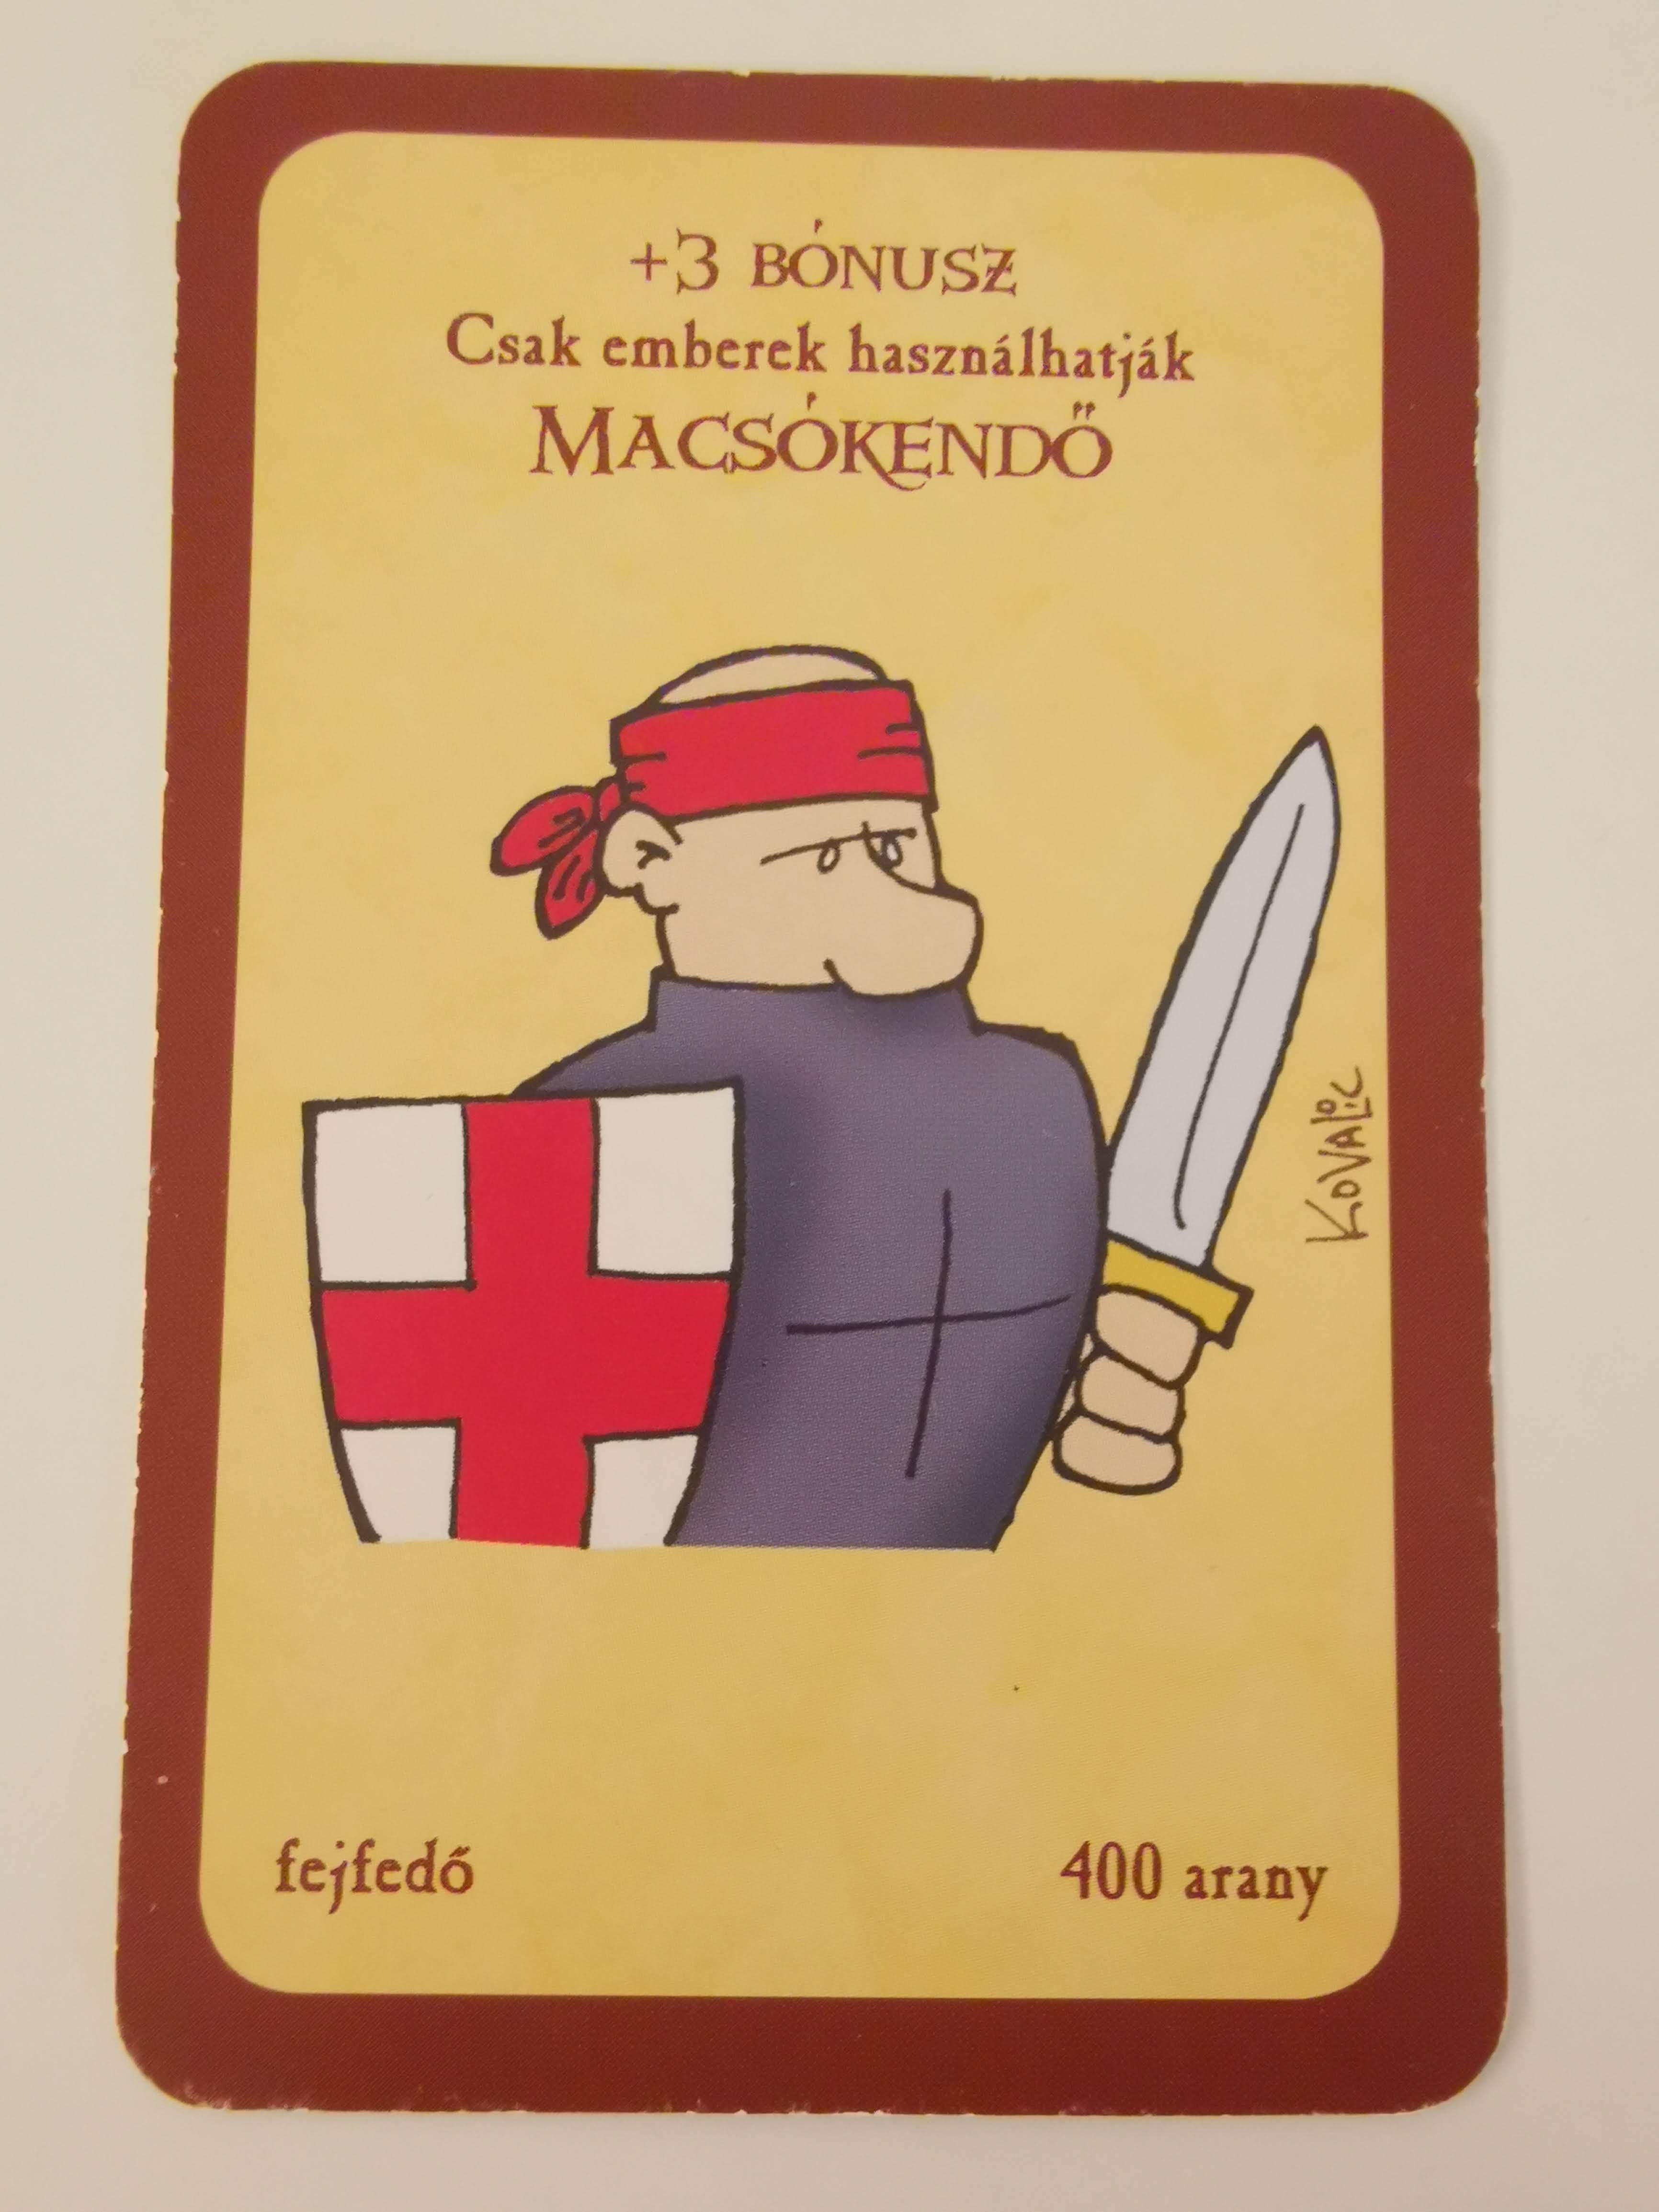 +3 BÓNUSZ
Csak emberek használhatják
MACSÓKENDŐ
KOVALIC
fejfedő
400 arany